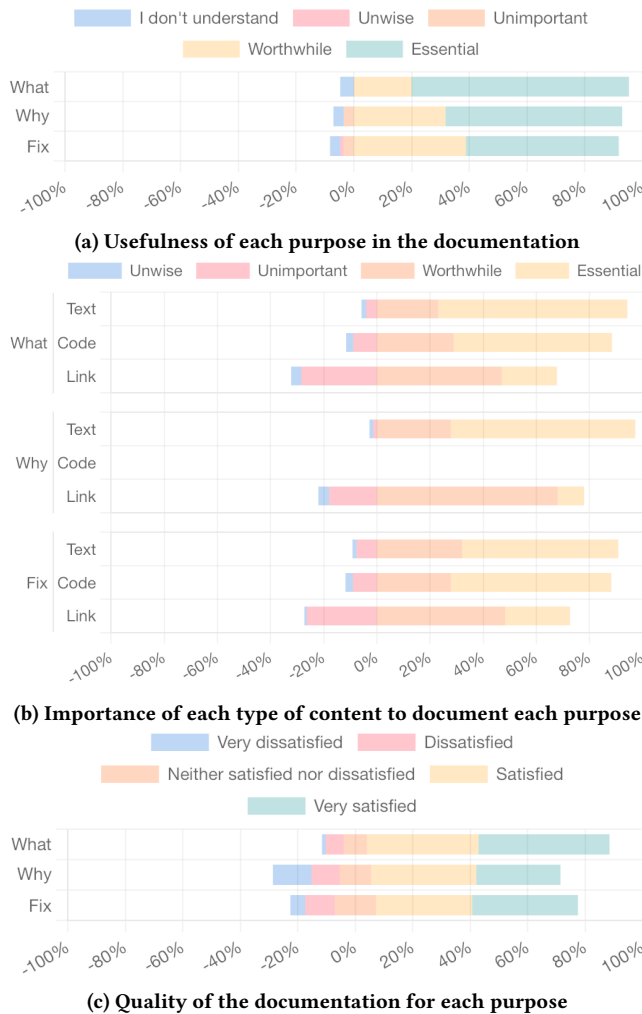 I don't understand Unwise Unimportant
Worthwhile Essential
What
Why
Fix
-100% -80% -60% -40% -20% 0% 20% 40% 60% 80% 100%
(a) Usefulness of each purpose in the documentation
Unwise Unimportant Worthwhile Essential
Text
What Code
Link
Text
Why Code
Link
Text
Fix Code
Link
-100% -80% -60% -40% -20% 0% 20% 40% 60% 80% 100%
(b) Importance of each type of content to document each purpose
Very dissatisfied Dissatisfied
Neither satisfied nor dissatisfied Satisfied
Very satisfied
What
Why
Fix
-100% -80% -60% -40% -20% 0% 20% 40% 60% 80% 100%
(c) Quality of the documentation for each purpose